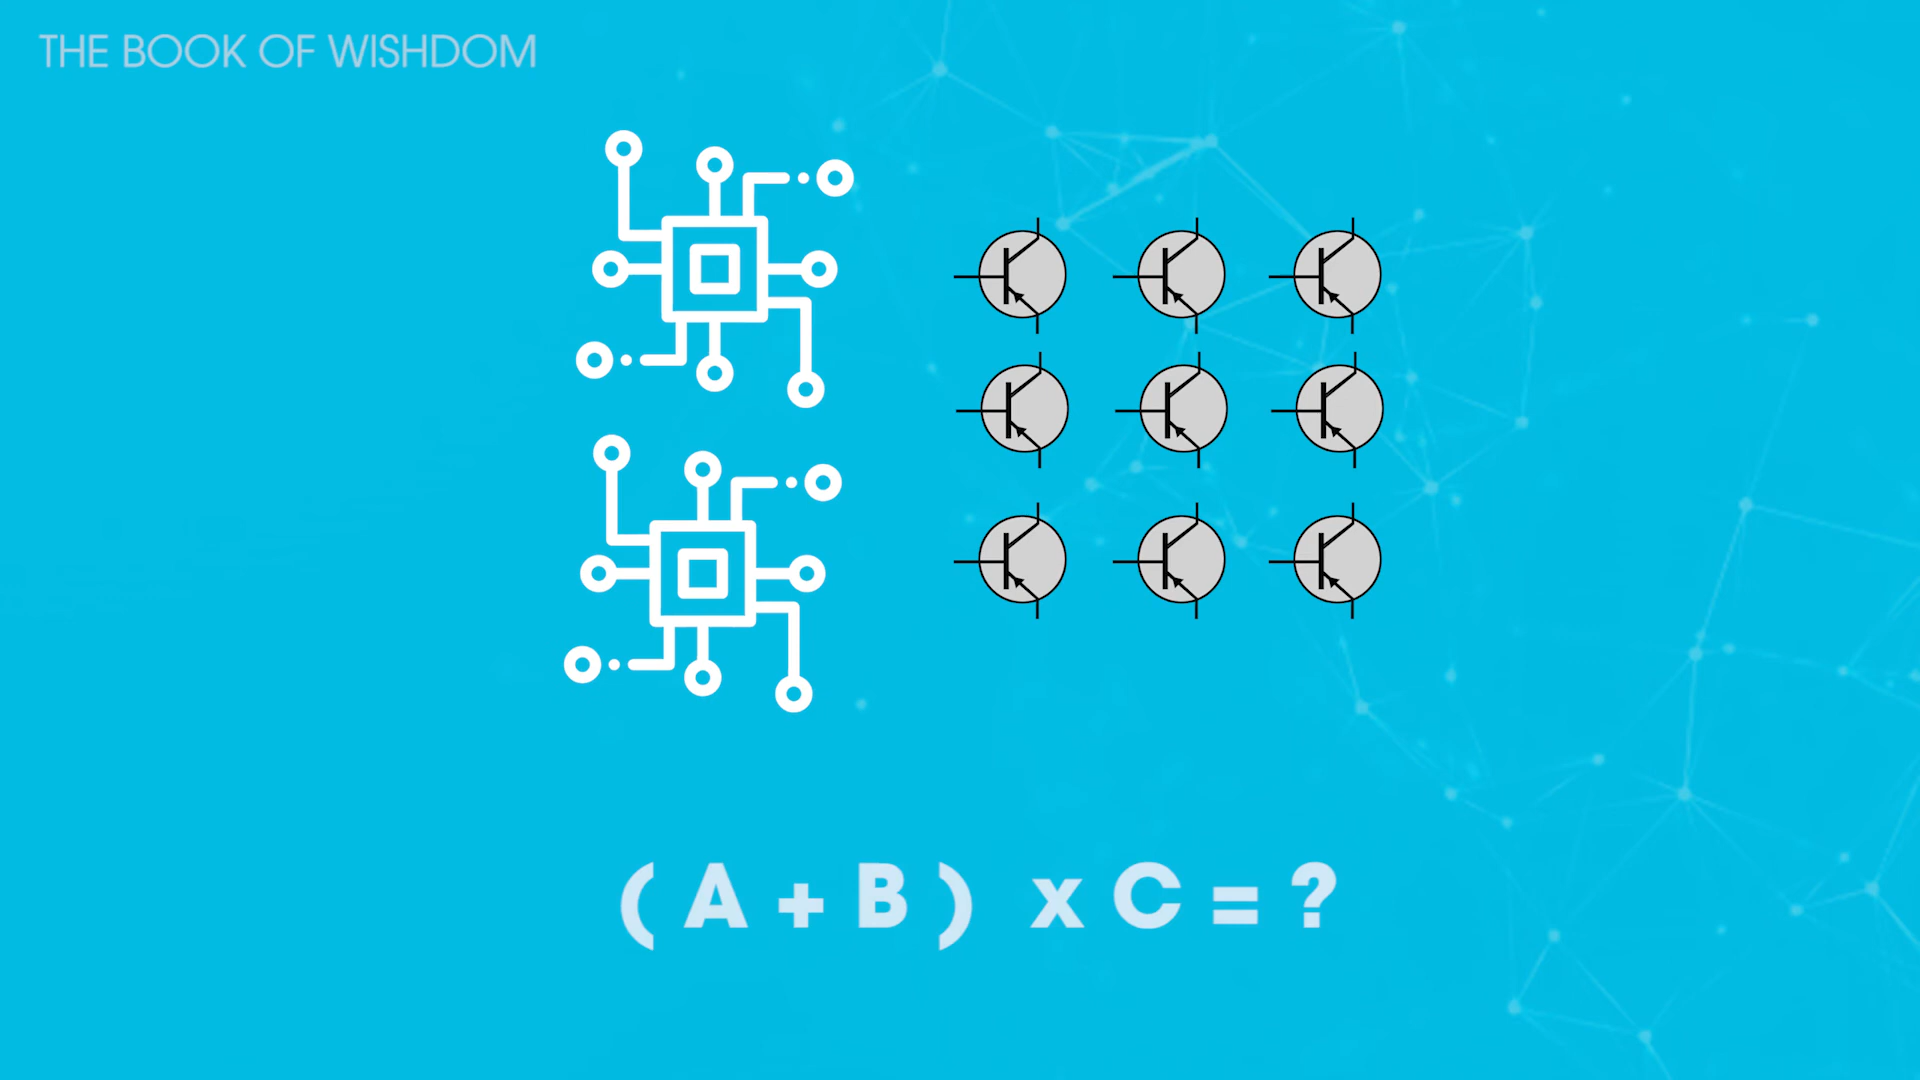 THE BOOK OF WISHDOM
( A + B ) x C = ?